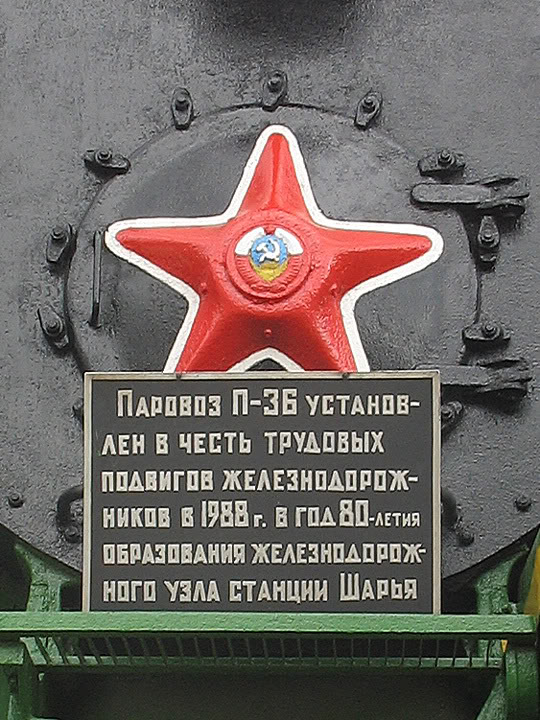 Паровоз П-36 установ-
лен в честь трудовых
подвигов железнодорож-
ников в 1988 г. в год 80-летия
образования железнодорож-
ного узла станции Шарья